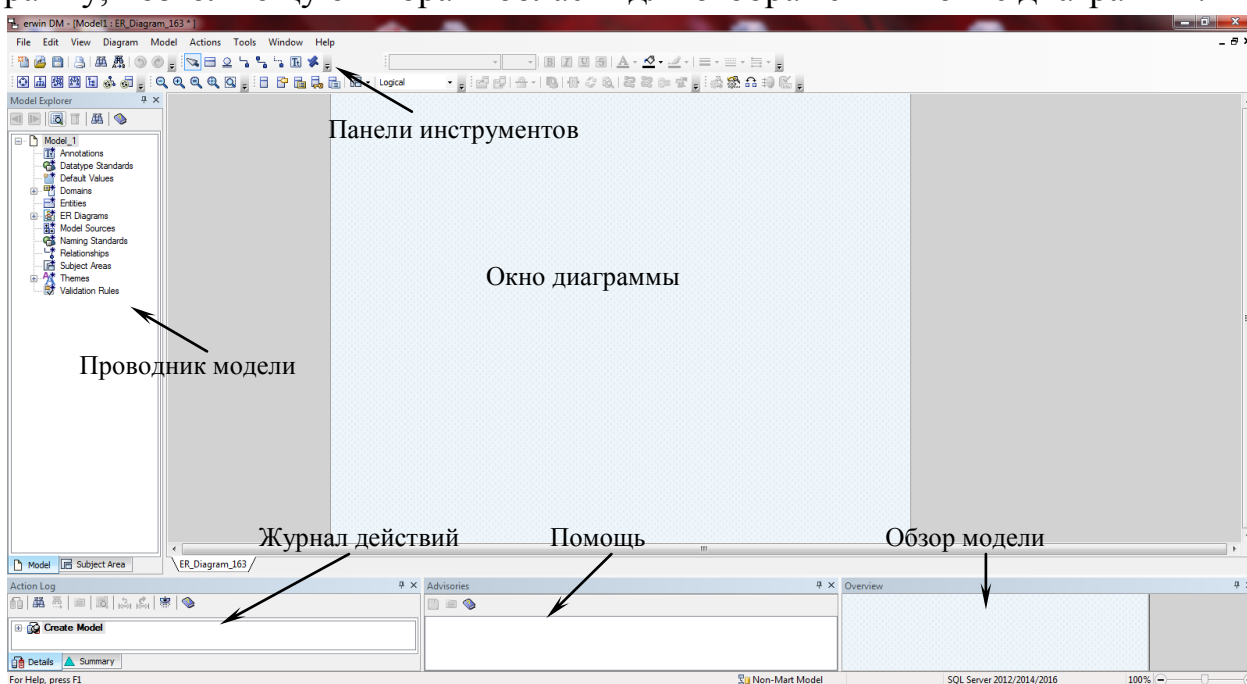 erwin DM - [Model1 : ER_Diagram_163 * ]
File Edit View Diagram Model Actions Tools Window Help
Logical
Model Explorer
Панели инструментов
Model_1
Annotations
Datatype Standards
Default Values
Domains
Entities
ER Diagrams
Model Sources
Naming Standards
Relationships
Subject Areas
Themes
Validation Rules
Окно диаграммы
Проводник модели
Журнал действий
Помощь
Обзор модели
Model Subject Area
ER_Diagram_163
Action Log
Advisories
Overview
Create Model
Details Summary
For Help, press F1
Non-Mart Model
SQL Server 2012/2014/2016
100%